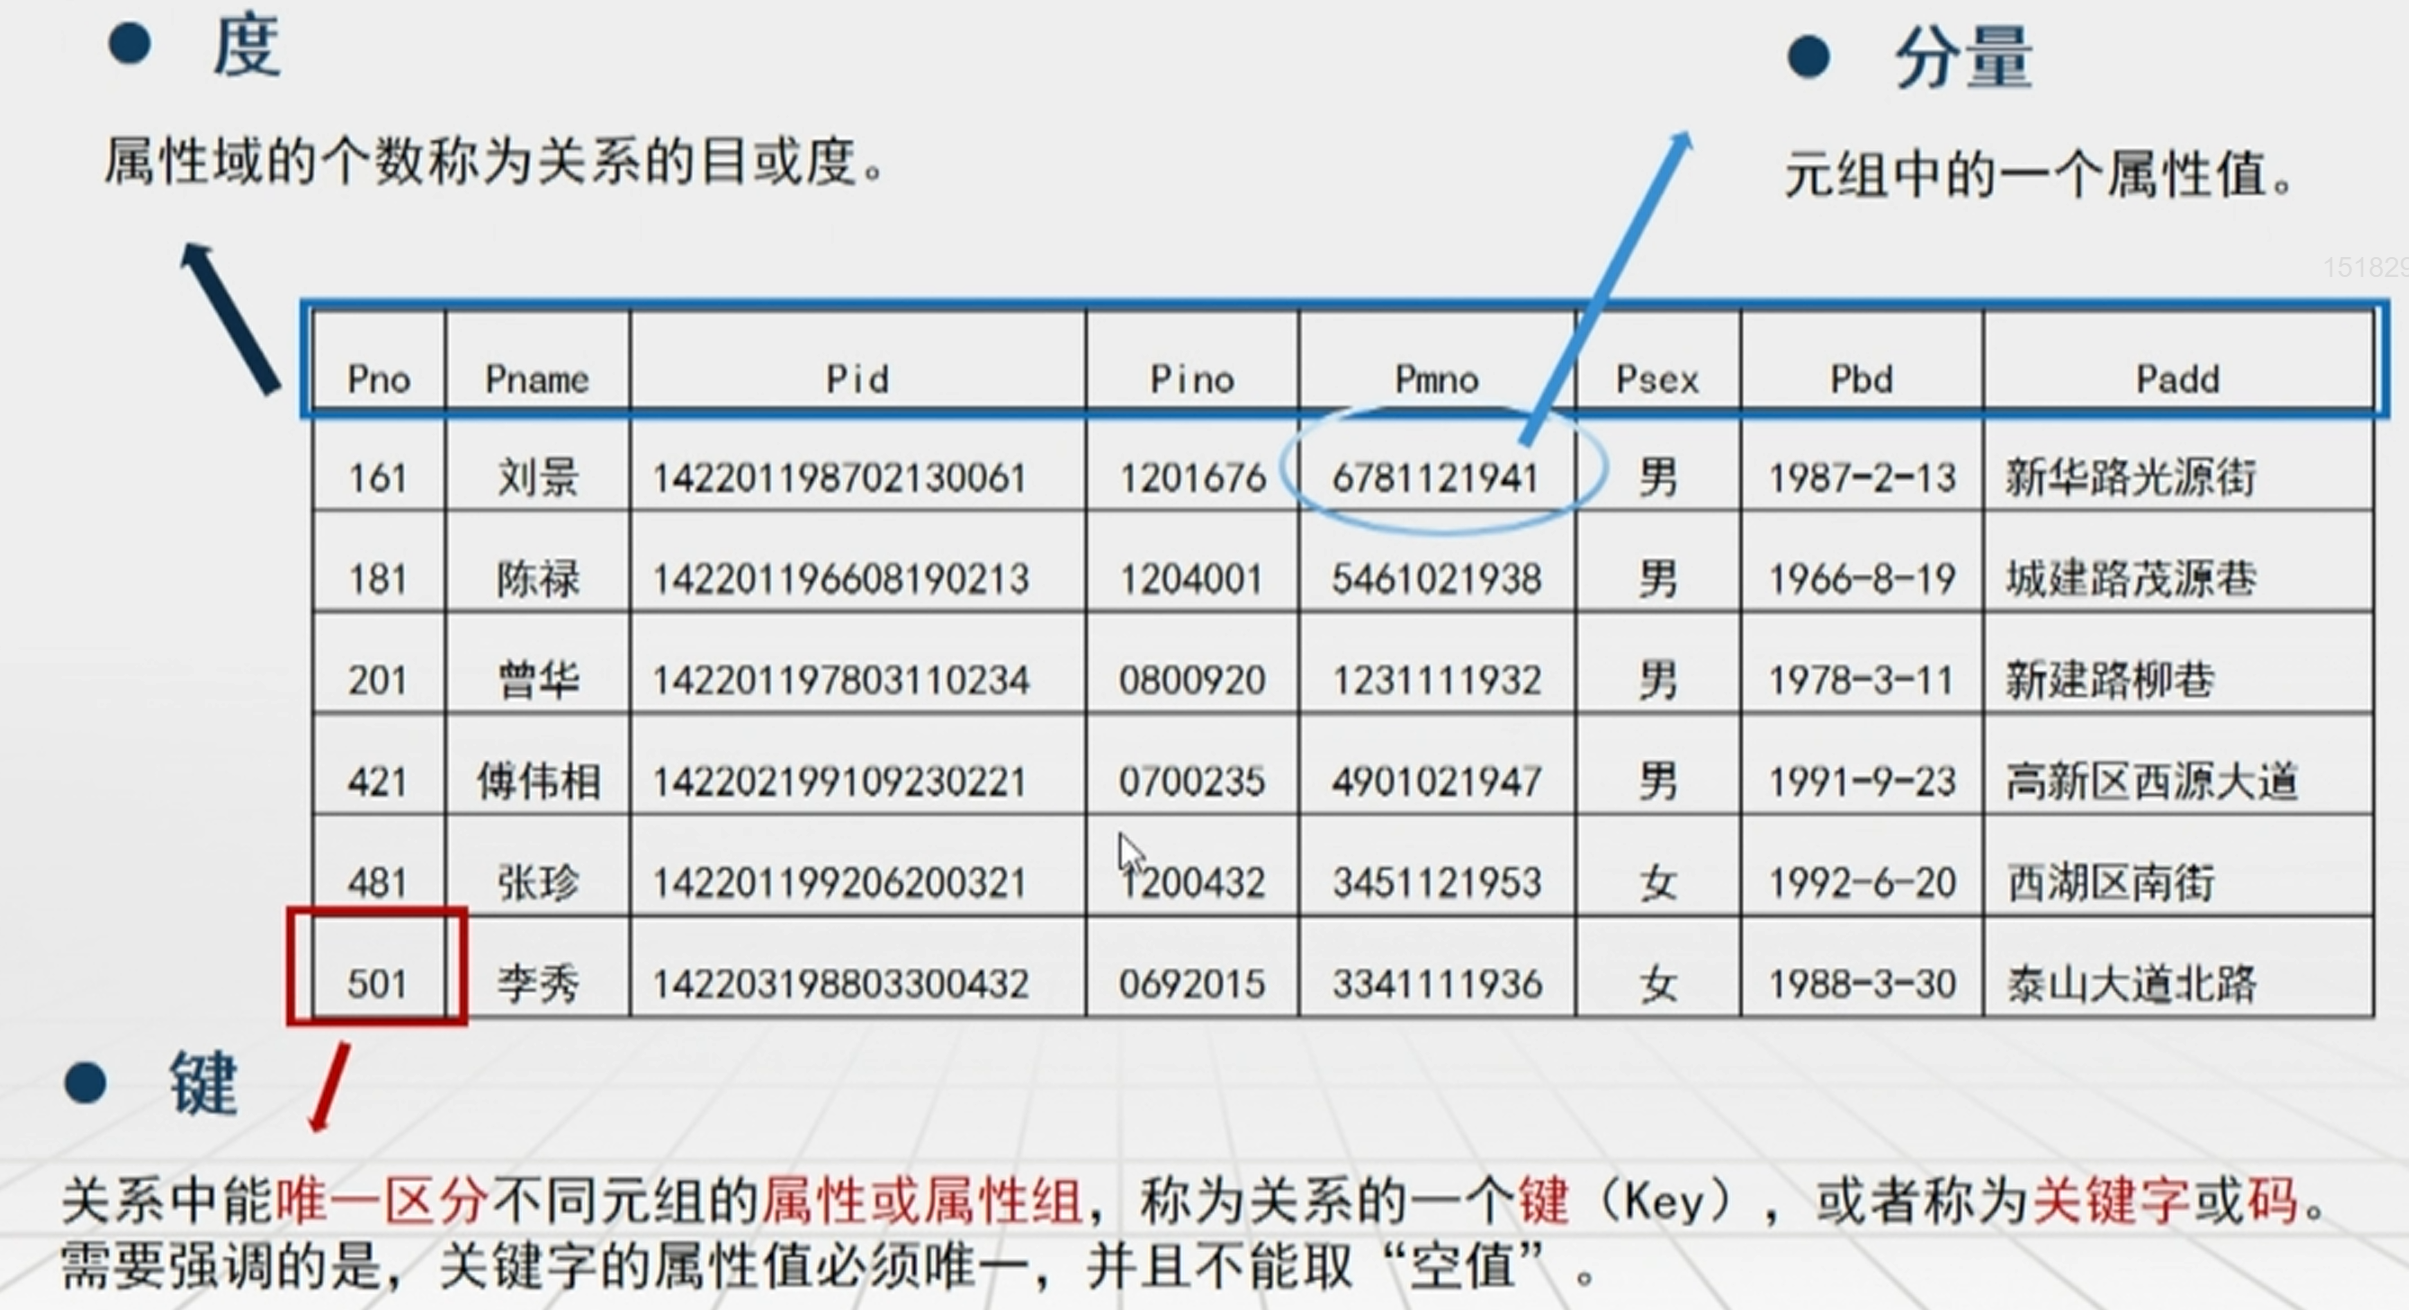 ● 度
属性域的个数称为关系的目或度。
● 分量
元组中的一个属性值。
151829
Pno Pname Pid Pino Pmno Psex Pbd Padd
161 刘景 142201198702130061 1201676 6781121941 男 1987-2-13 新华路光源街
181 陈禄 142201196608190213 1204001 5461021938 男 1966-8-19 城建路茂源巷
201 曾华 142201197803110234 0800920 1231111932 男 1978-3-11 新建路柳巷
421 傅伟相 142202199109230221 0700235 4901021947 男 1991-9-23 高新区西源大道
481 张珍 142201199206200321 1200432 3451121953 女 1992-6-20 西湖区南街
501 李秀 142203198803300432 0692015 3341111936 女 1988-3-30 泰山大道北路
● 键
关系中能唯一区分不同元组的属性或属性组，称为关系的一个键（Key），或者称为关键字或码。
需要强调的是，关键字的属性值必须唯一，并且不能取“空值”。